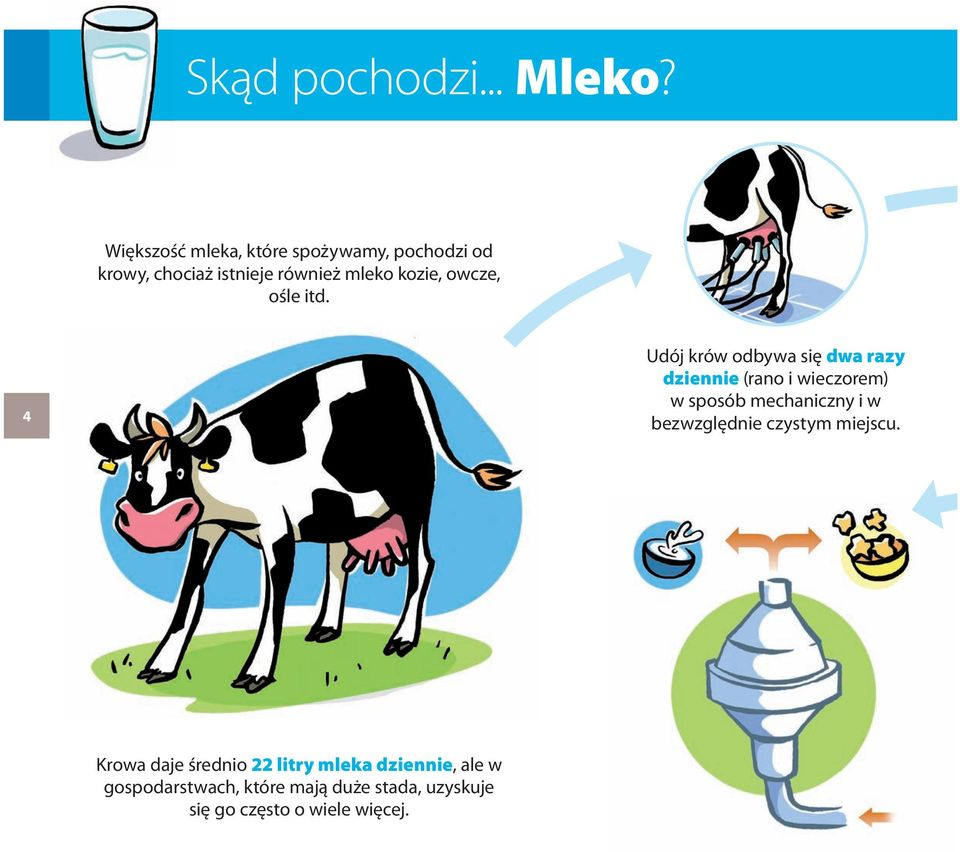 Skąd pochodzi... Mleko?
Większość mleka, które spożywamy, pochodzi od
krowy, chociaż istnieje również mleko kozie, owcze,
ośle itd.
Udój krów odbywa się dwa razy
dziennie (rano i wieczorem)
w sposób mechaniczny i w
bezwzględnie czystym miejscu.
4
Krowa daje średnio 22 litry mleka dziennie, ale w
gospodarstwach, które mają duże stada, uzyskuje
się go często o wiele więcej.